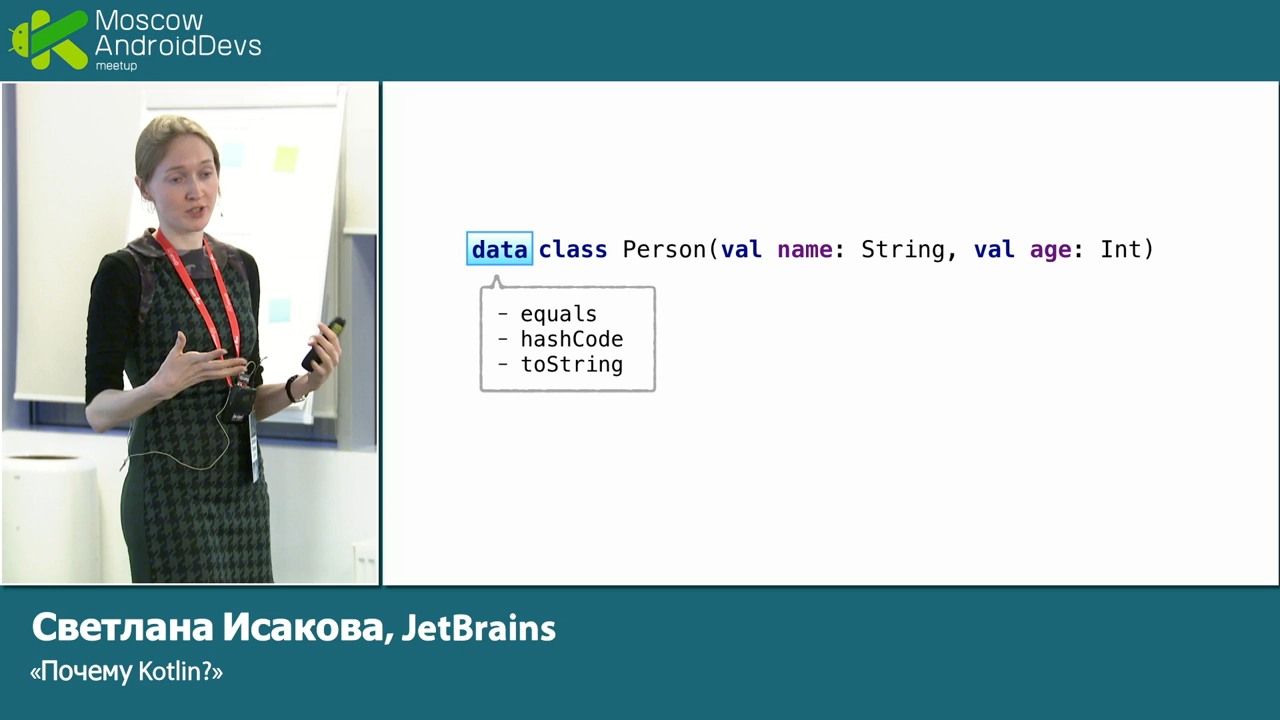 Moscow
AndroidDevs
meetup
data class Person(val name: String, val age: Int)
- equals
- hashCode
- toString
Светлана Исакова, JetBrains
«Почему Kotlin?»